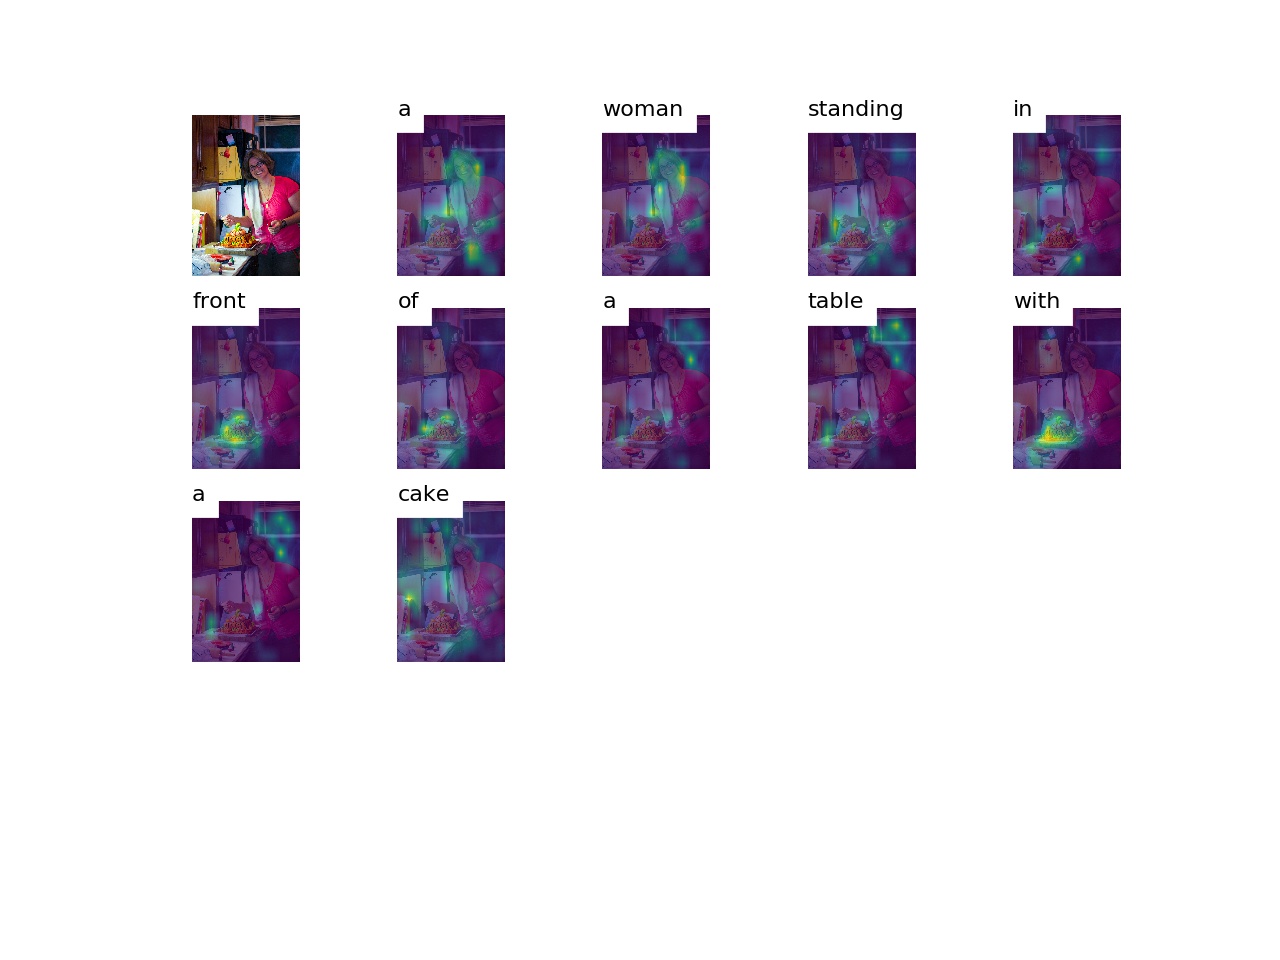 a woman standing in
front of a table with
a cake